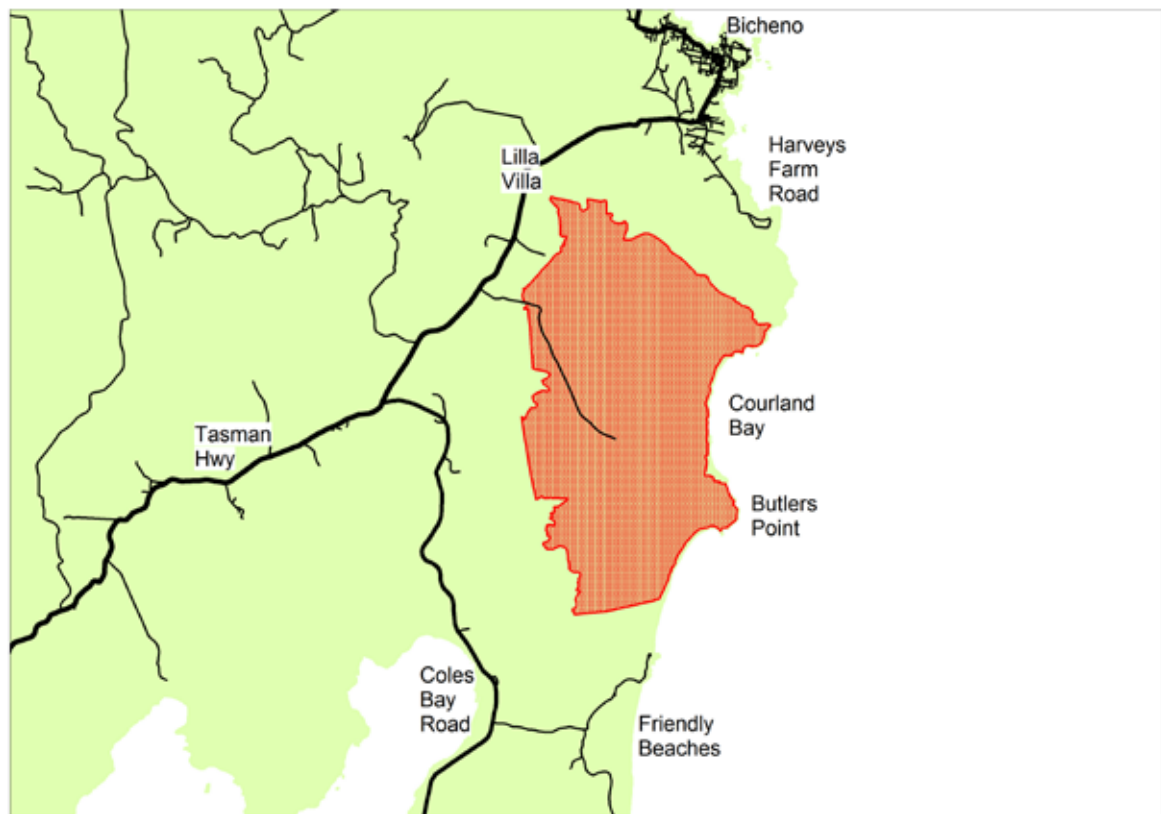 Bicheno
Harveys
Farm
Road
Lilla
Villa
Courland
Bay
Tasman
Hwy
Butlers
Point
Coles
Bay
Road
Friendly
Beaches